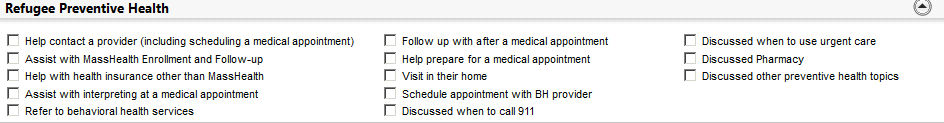 Refugee Preventive Health
Help contact a provider (including scheduling a medical appointment)
Assist with MassHealth Enrollment and Follow-up
Help with health insurance other than MassHealth
Assist with interpreting at a medical appointment
Refer to behavioral health services
Follow up with after a medical appointment
Help prepare for a medical appointment
Visit in their home
Schedule appointment with BH provider
Discussed when to call 911
Discussed when to use urgent care
Discussed Pharmacy
Discussed other preventive health topics